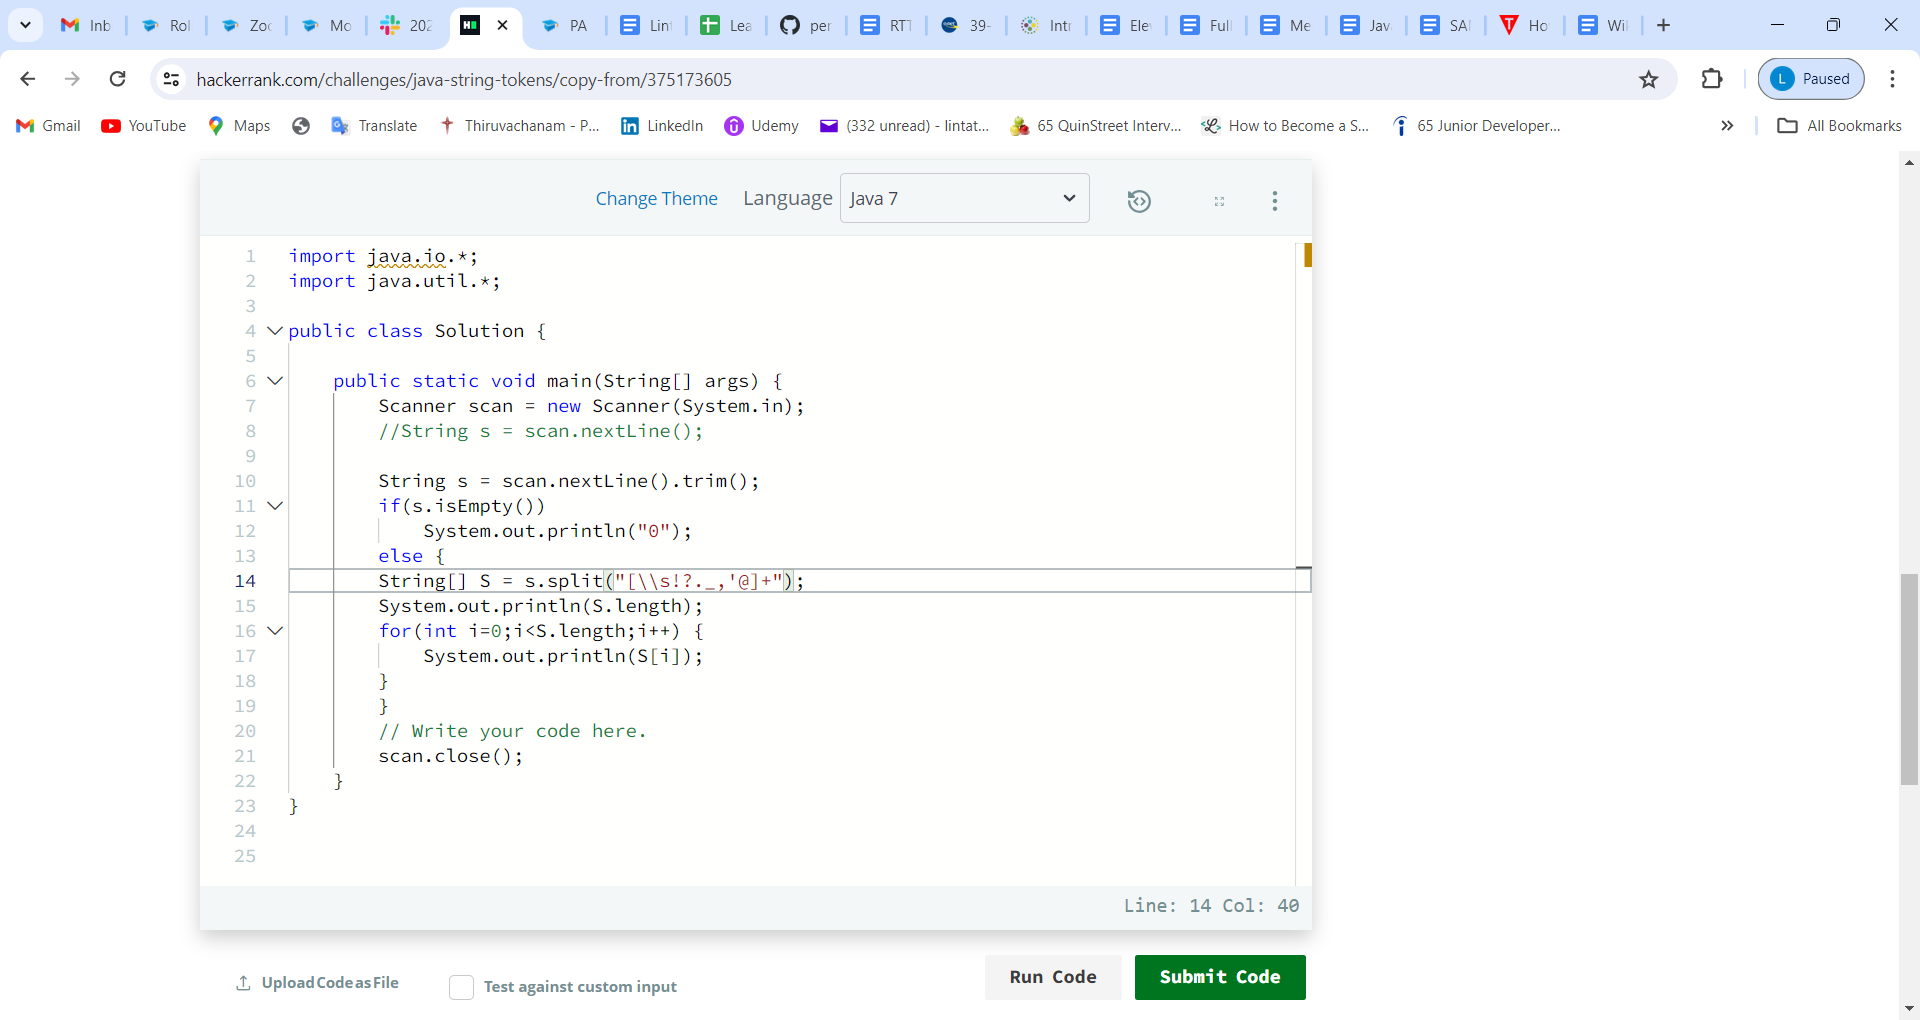 Inb
Rol
Zoc
Mo
202
PA
Lint
Lea
per
RTT
39-
Intr
Ele
Full
Me
Jav
SAI
Ho
Wil
hackerrank.com/challenges/java-string-tokens/copy-from/375173605
L Paused
Gmail
YouTube
Maps
Translate
Thiruvachanam - P...
LinkedIn
Udemy
(332 unread) - lintat...
65 QuinStreet Interv...
How to Become a S...
65 Junior Developer...
All Bookmarks
Change Theme Language Java 7
1 import java.io.*;
2 import java.util.*;
3
4 public class Solution {
5
6 public static void main(String[] args) {
7 Scanner scan = new Scanner(System.in);
8 //String s = scan.nextLine();
9
10 String s = scan.nextLine().trim();
11 if(s.isEmpty())
12 System.out.println("0");
13 else {
14 String[] S = s.split("[\\s!?._,'@]+");
15 System.out.println(S.length);
16 for(int i=0;i<S.length;i++) {
17 System.out.println(S[i]);
18 }
19 }
20 // Write your code here.
21 scan.close();
22 }
23 }
24
25
Line: 14 Col: 40
Upload Code as File
Test against custom input
Run Code
Submit Code